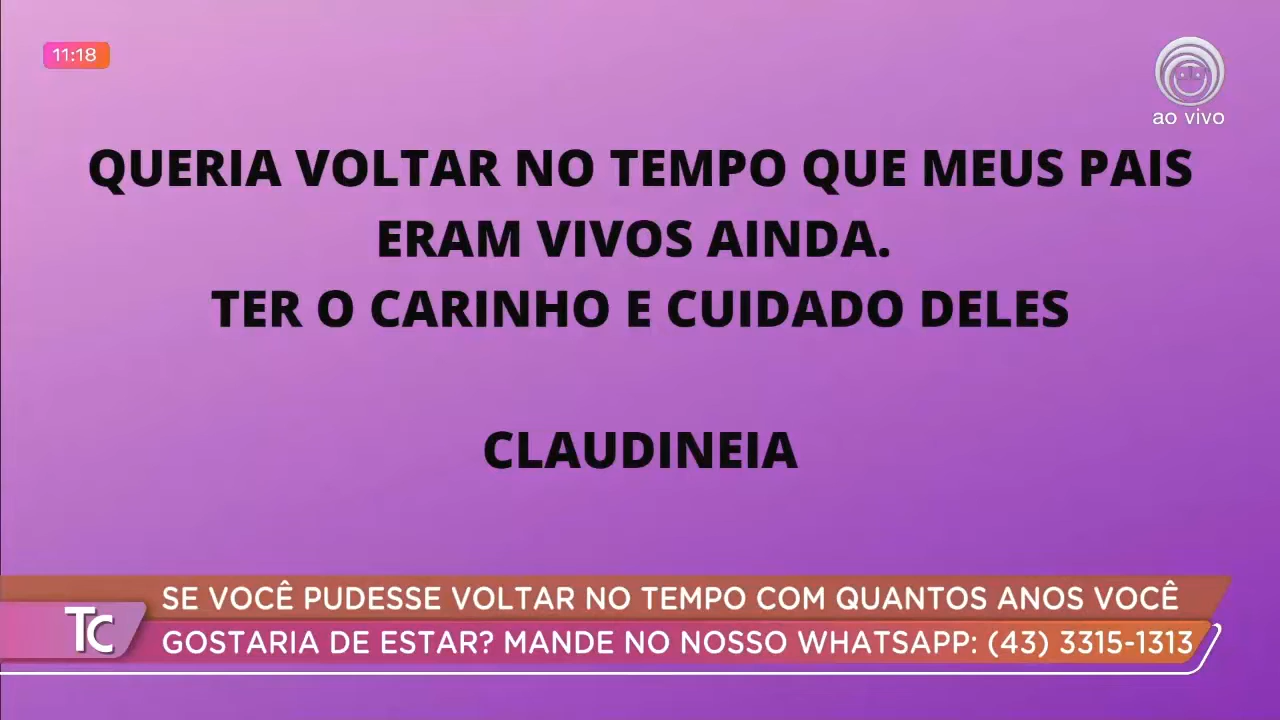 11:18
ao vivo
QUERIA VOLTAR NO TEMPO QUE MEUS PAIS
ERAM VIVOS AINDA.
TER O CARINHO E CUIDADO DELES
CLAUDINEIA
SE VOCÊ PUDESSE VOLTAR NO TEMPO COM QUANTOS ANOS VOCÊ
Tc
GOSTARIA DE ESTAR? MANDE NO NOSSO WHATSAPP: (43) 3315-1313